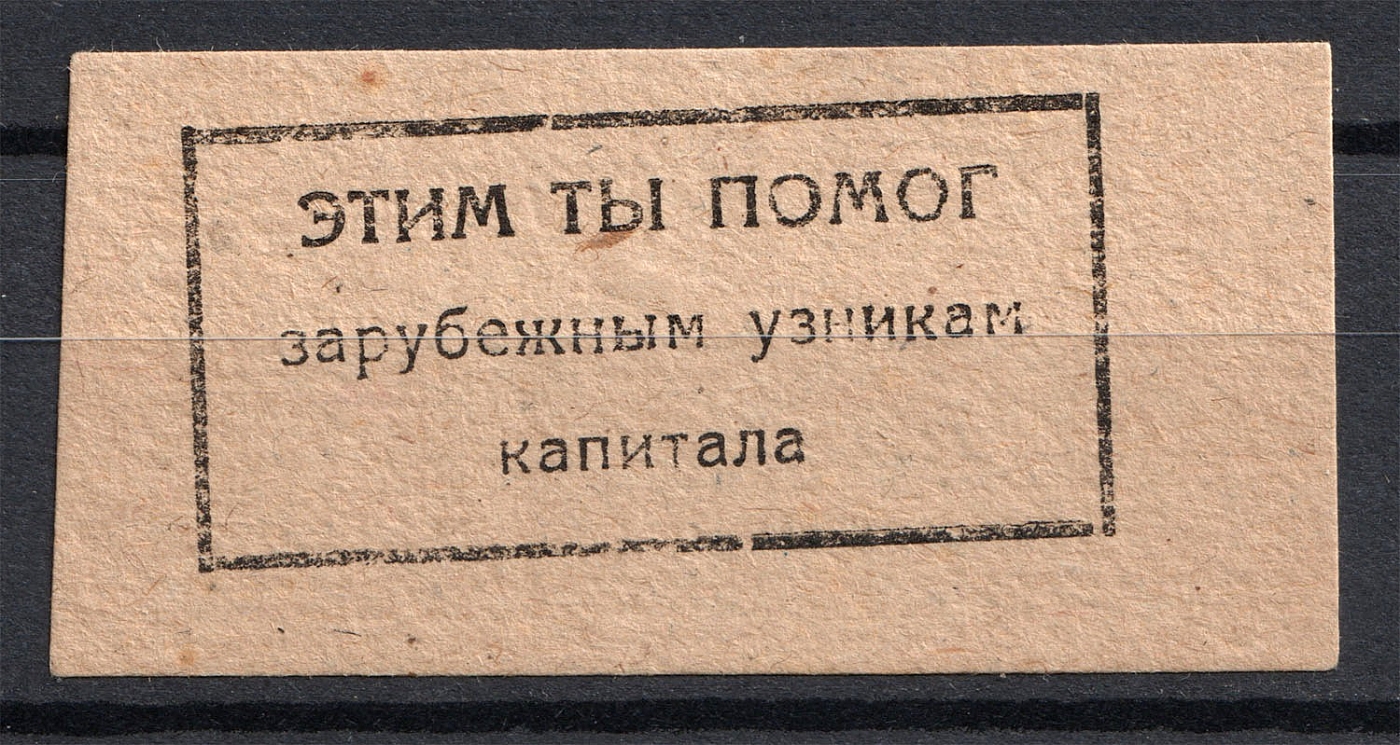 ЭТИМ ТЫ ПОМОГ
зарубежным узникам
капитала